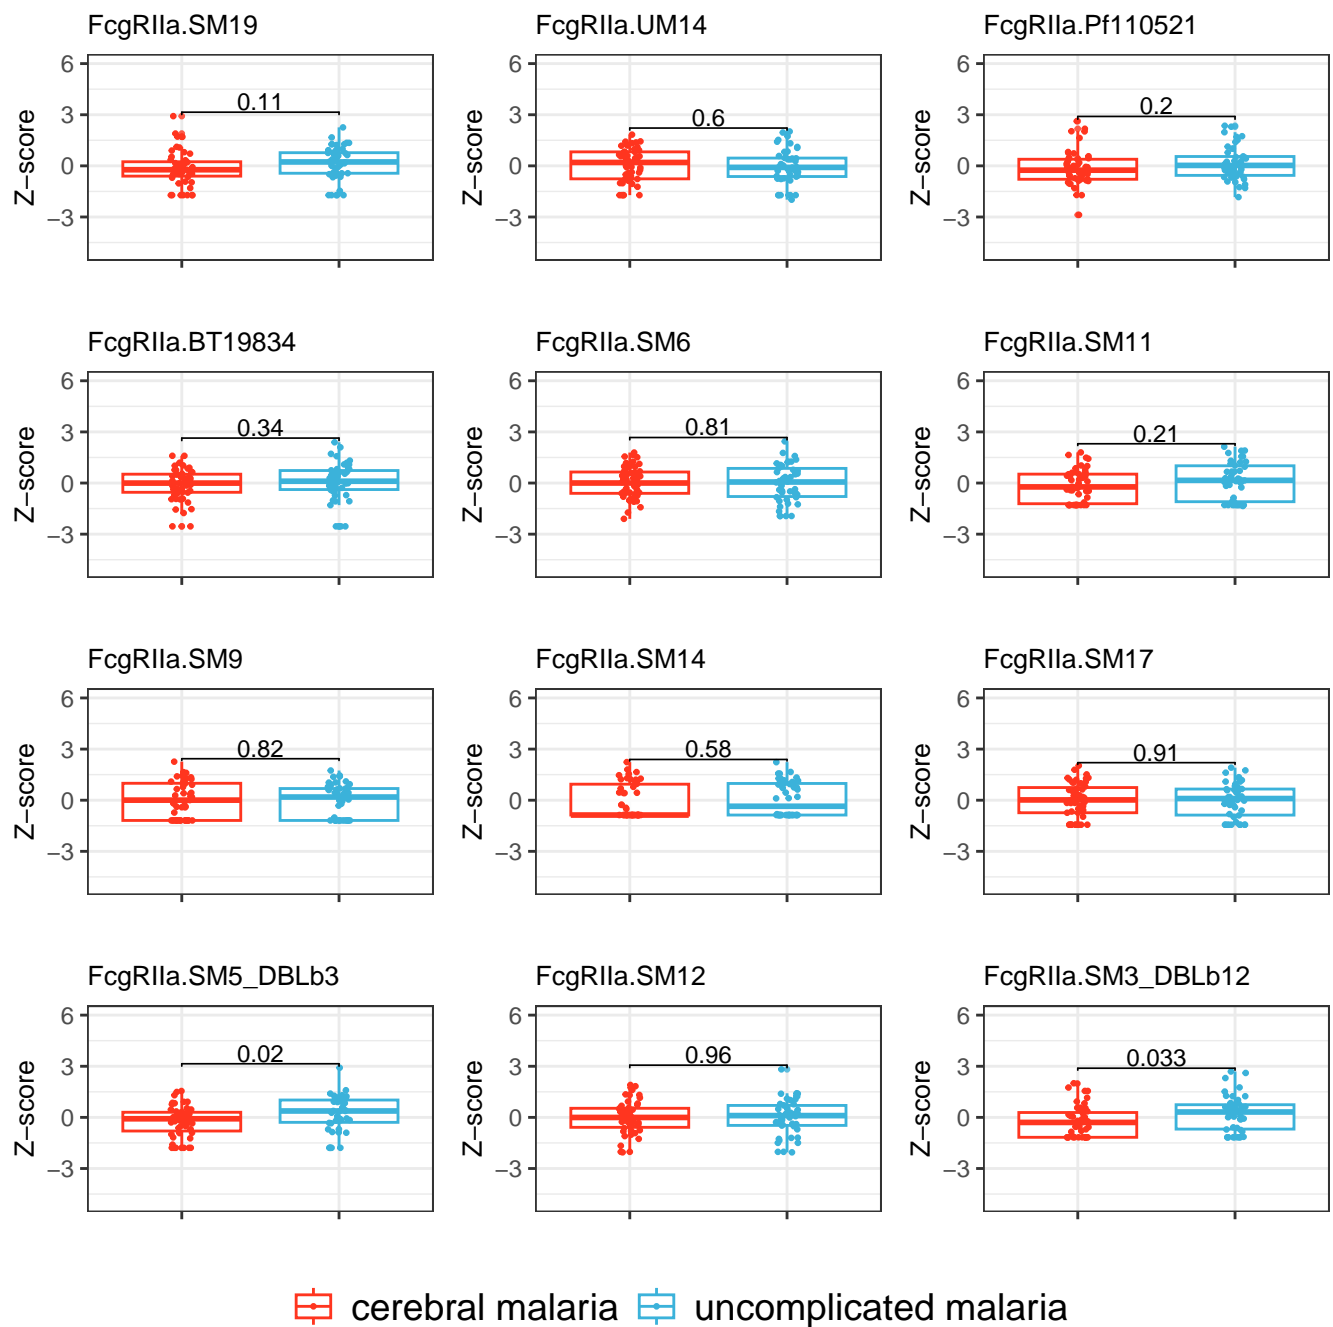 FcgRIIa.SM19 FcgRIIa.UM14 FcgRIIa.Pf110521
6 6 6
3 0.11 3 0.6 3 0.2
0 0 0
−3 −3 −3
Z−score Z−score Z−score
FcgRIIa.BT19834 FcgRIIa.SM6 FcgRIIa.SM11
6 6 6
3 0.34 3 0.81 3 0.21
0 0 0
−3 −3 −3
Z−score Z−score Z−score
FcgRIIa.SM9 FcgRIIa.SM14 FcgRIIa.SM17
6 6 6
3 0.82 3 0.58 3 0.91
0 0 0
−3 −3 −3
Z−score Z−score Z−score
FcgRIIa.SM5_DBLb3 FcgRIIa.SM12 FcgRIIa.SM3_DBLb12
6 6 6
3 0.02 3 0.96 3 0.033
0 0 0
−3 −3 −3
Z−score Z−score Z−score
cerebral malaria uncomplicated malaria